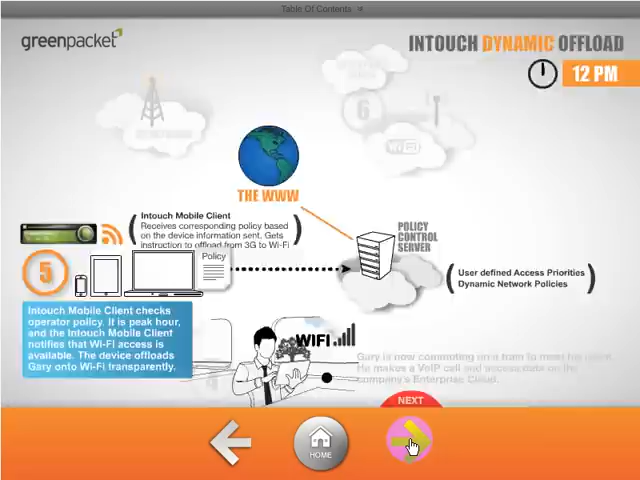 Table Of Contents
greenpacket
INTOUCH DYNAMIC OFFLOAD
12 PM
6
WiFi
THE WWW
Intouch Mobile Client
Receives corresponding policy based
on the device information sent. Gets
instruction to offload from 3G to Wi-Fi
POLICY
CONTROL
SERVER
5
Policy
User defined Access Priorities
Dynamic Network Policies
Intouch Mobile Client checks
operator policy. It is peak hour,
and the Intouch Mobile Client
notifies that Wi-Fi access is
available. The device offloads
Gary onto Wi-Fi transparently.
WIFI
Gary is now commuting on a train to meet his client.
He makes a VoIP call and access data on the
company's Enterprise Cloud.
NEXT
HOME